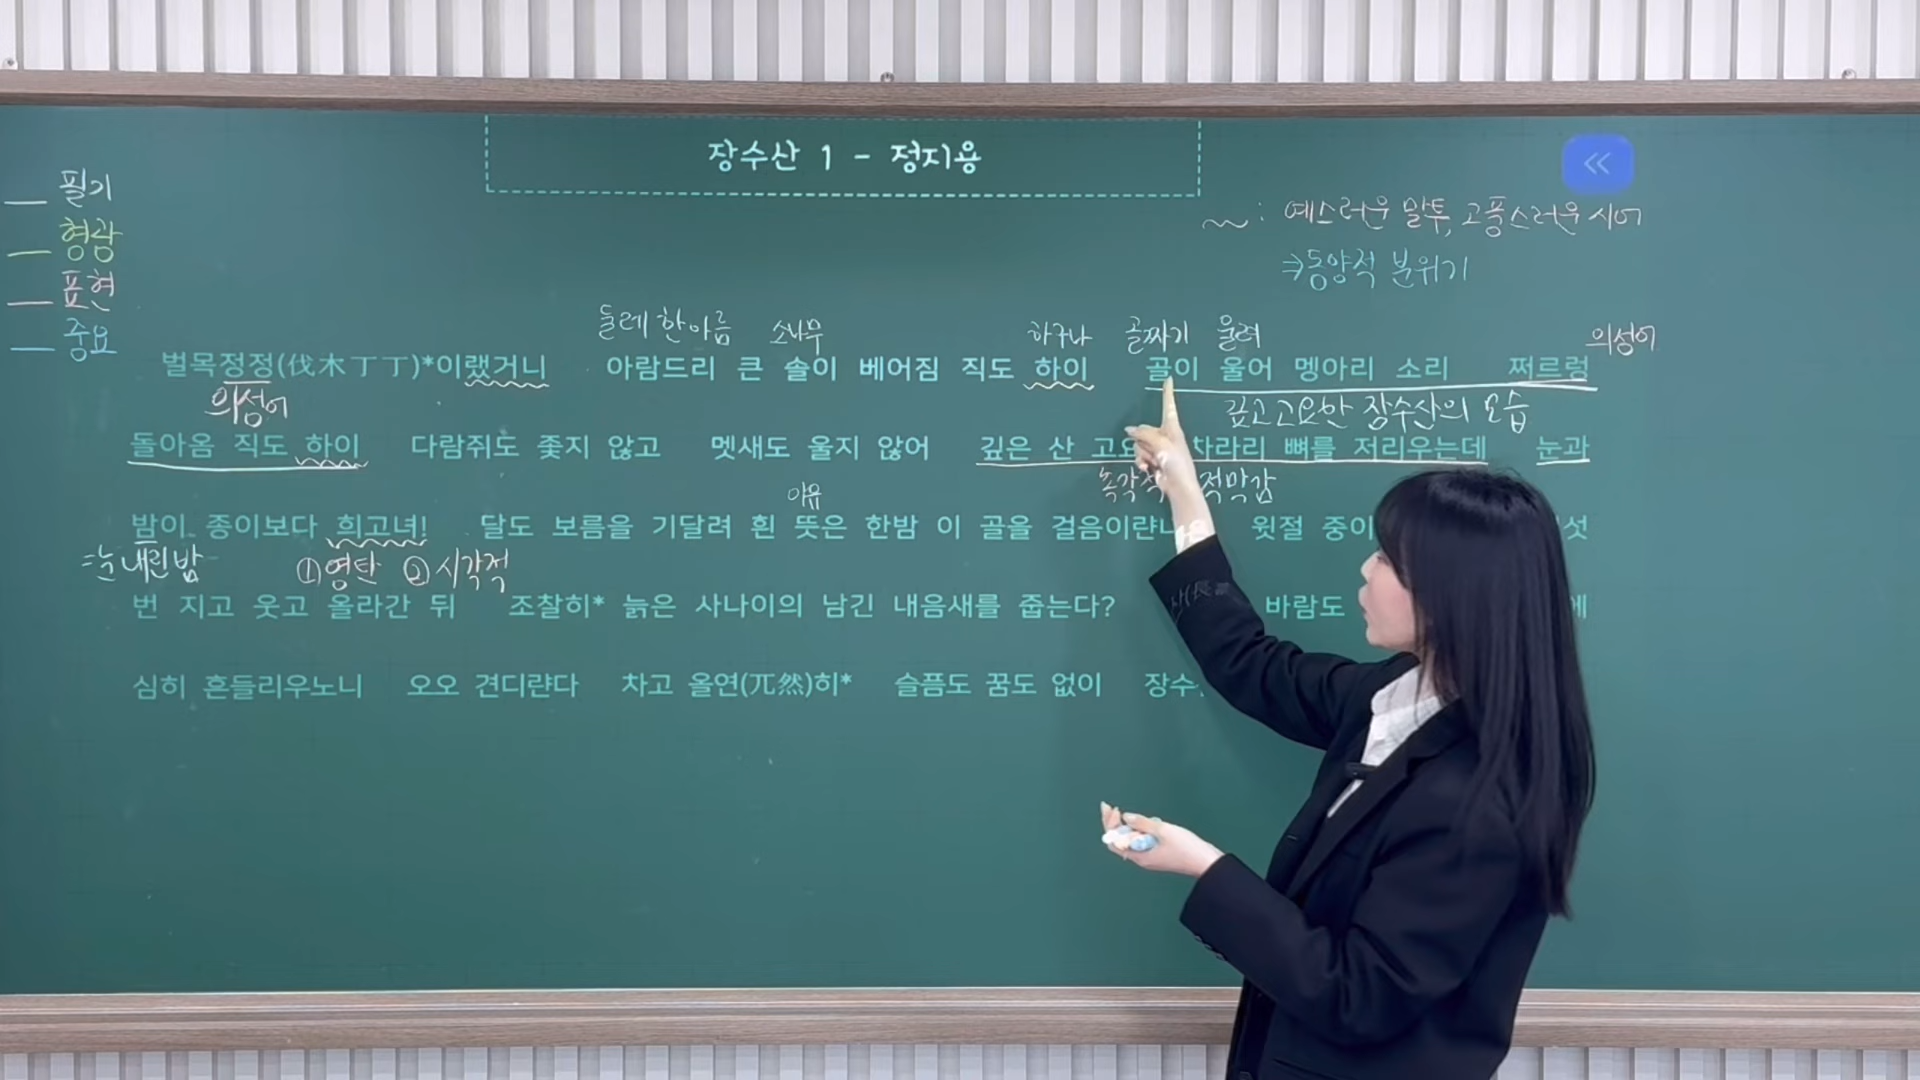 장수산 1 - 정지용
필기
형광
표현
중요
~ : 예스러운 말투, 고풍스러운 시어
⇒동양적 분위기
둘레 한아름 소나무 하구나 골짜기 울려 의성어
벌목정정(伐木丁丁)*이랬거니 아람드리 큰 솔이 베어짐 직도 하이 골이 울어 멩아리 소리 쩌르렁
의성어 깊고 고요한 장수산의 모습
돌아옴 직도 하이 다람쥐도 좇지 않고 멧새도 울지 않어 깊은 산 고요 차라리 뼈를 저리우는데 눈과
촉각적 적막감
이유
밤이 종이보다 희고녀! 달도 보름을 기달려 흰 뜻은 한밤 이 골을 걸음이랸 윗절 중이 섯
=눈 내린 밤 ①영탄 ②시각적
번 지고 웃고 올라간 뒤 조찰히* 늙은 사나이의 남긴 내음새를 줍는다? 바람도 에
심히 흔들리우노니 오오 견디랸다 차고 올연(兀然)히* 슬픔도 꿈도 없이 장수